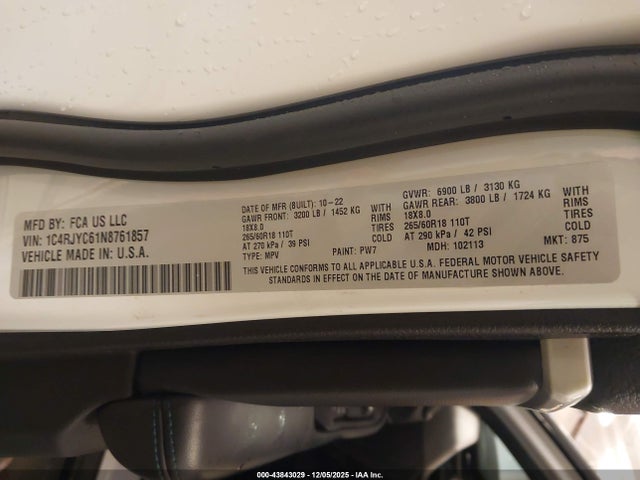 MFD BY: FCA US LLC
VIN: 1C4RJYC61N8761857
VEHICLE MADE IN: U.S.A.
DATE OF MFR (BUILT): 10-22
GAWR FRONT: 3200 LB / 1452 KG WITH
18X8.0 RIMS
265/60R18 110T TIRES
AT 270 kPa / 39 PSI WITH
TYPE: MPV PAINT: PW7
GVWR: 6900 LB / 3130 KG
GAWR REAR: 3800 LB / 1724 KG WITH
18X8.0 RIMS
265/60R18 110T TIRES
AT 290 kPa / 42 PSI WITH
MDH: 102113 MKT: 875
THIS VEHICLE CONFORMS TO ALL APPLICABLE U.S.A. FEDERAL MOTOR VEHICLE SAFETY
STANDARDS IN EFFECT ON THE DATE OF MANUFACTURE SHOWN ABOVE.
000-43843029 - 12/05/2025 - IAA Inc.